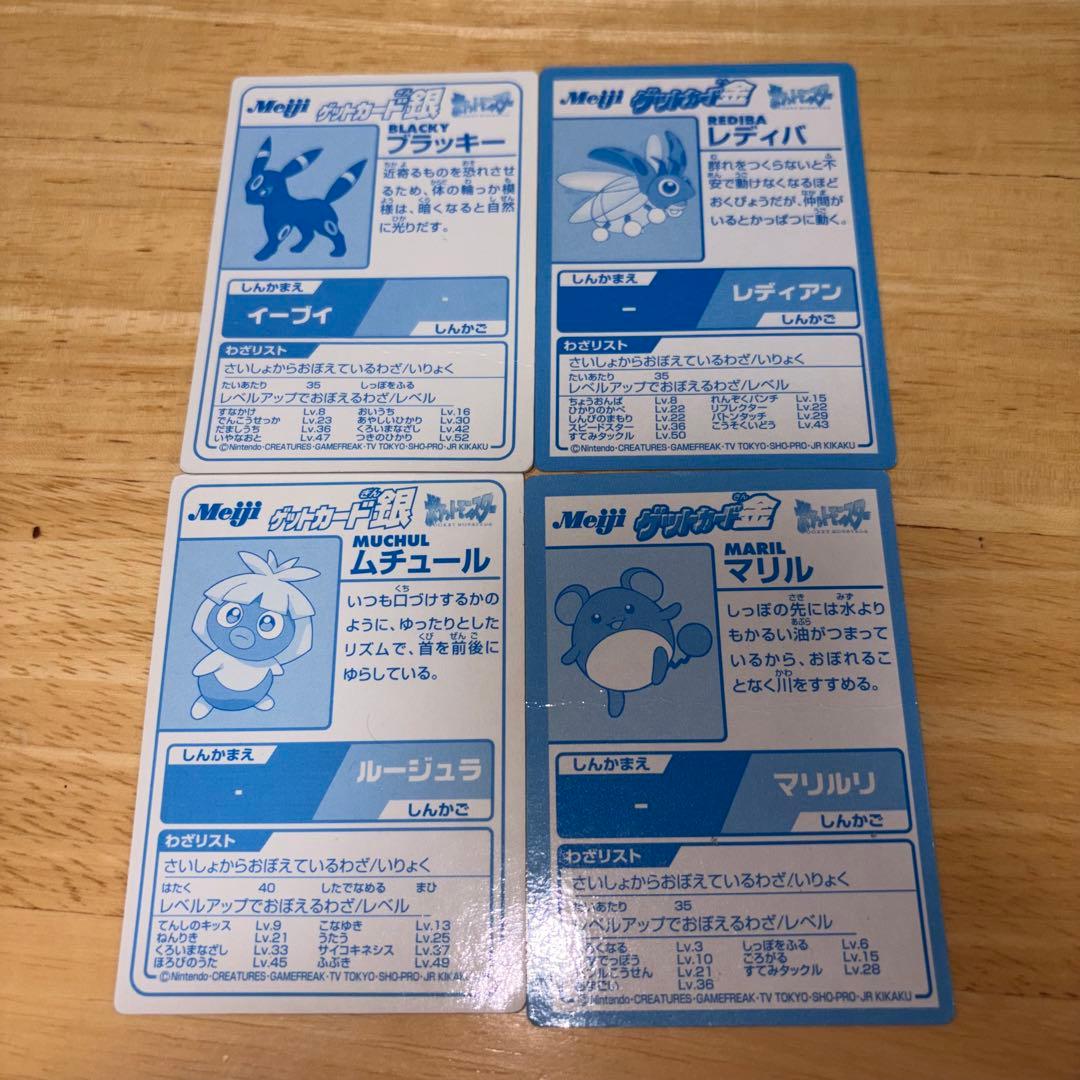 Meiji ゲットカード銀 ポケットモンスター
BLACKY
ブラッキー
近寄るものを恐れさせ
るため、体の輪っか模
様は、暗くなると自然
に光りだす。
しんかまえ
イーブイ
-
しんかご
わざリスト
さいしょからおぼえているわざ/いりょく
たいあたり 35 しっぽをふる
レベルアップでおぼえるわざ/レベル
すなかけ Lv.8 おいうち Lv.16
でんこうせっか Lv.23 あやしいひかり Lv.30
だましうち Lv.36 くろいまなざし Lv.42
いやなおと Lv.47 つきのひかり Lv.52
©Nintendo・CREATURES・GAMEFREAK・TV TOKYO・SHO-PRO・JR KIKAKU
Meiji ゲットカード金 ポケットモンスター
REDIBA
レディバ
群れをつくらないと不
安で動けなくなるほど
おくびょうだが、仲間が
いるとかっぱつに動く。
しんかまえ
-
レディアン
しんかご
わざリスト
さいしょからおぼえているわざ/いりょく
たいあたり 35
レベルアップでおぼえるわざ/レベル
ちょうおんぱ Lv.8 れんぞくパンチ Lv.15
ひかりのかべ Lv.22 リフレクター Lv.22
しんぴのまもり Lv.22 バトンタッチ Lv.29
スピードスター Lv.36 こうそくいどう Lv.43
すてみタックル Lv.50
©Nintendo・CREATURES・GAMEFREAK・TV TOKYO・SHO-PRO・JR KIKAKU
Meiji ゲットカード銀 ポケットモンスター
MUCHUL
ムチュール
いつも口づけするかの
ように、ゆったりとした
リズムで、首を前後に
ゆらしている。
しんかまえ
-
ルージュラ
しんかご
わざリスト
さいしょからおぼえているわざ/いりょく
はたく 40 したでなめる まひ
レベルアップでおぼえるわざ/レベル
てんしのキッス Lv.9 こなゆき Lv.13
ねんりき Lv.21 うたう Lv.25
くろいまなざし Lv.33 サイコキネシス Lv.37
ほろびのうた Lv.45 ふぶき Lv.49
©Nintendo・CREATURES・GAMEFREAK・TV TOKYO・SHO-PRO・JR KIKAKU
Meiji ゲットカード金 ポケットモンスター
MARIL
マリル
しっぽの先には水より
もかるい油がつまって
いるから、おぼれるこ
となく川をすすめる。
しんかまえ
-
マリルリ
しんかご
わざリスト
さいしょからおぼえているわざ/いりょく
たいあたり 35
レベルアップでおぼえるわざ/レベル
くなる Lv.3 しっぽをふる Lv.6
でっぽう Lv.10 ころがる Lv.15
ルこうせん Lv.21 すてみタックル Lv.28
Lv.36
©Nintendo・CREATURES・GAMEFREAK・TV TOKYO・SHO-PRO・JR KIKAKU